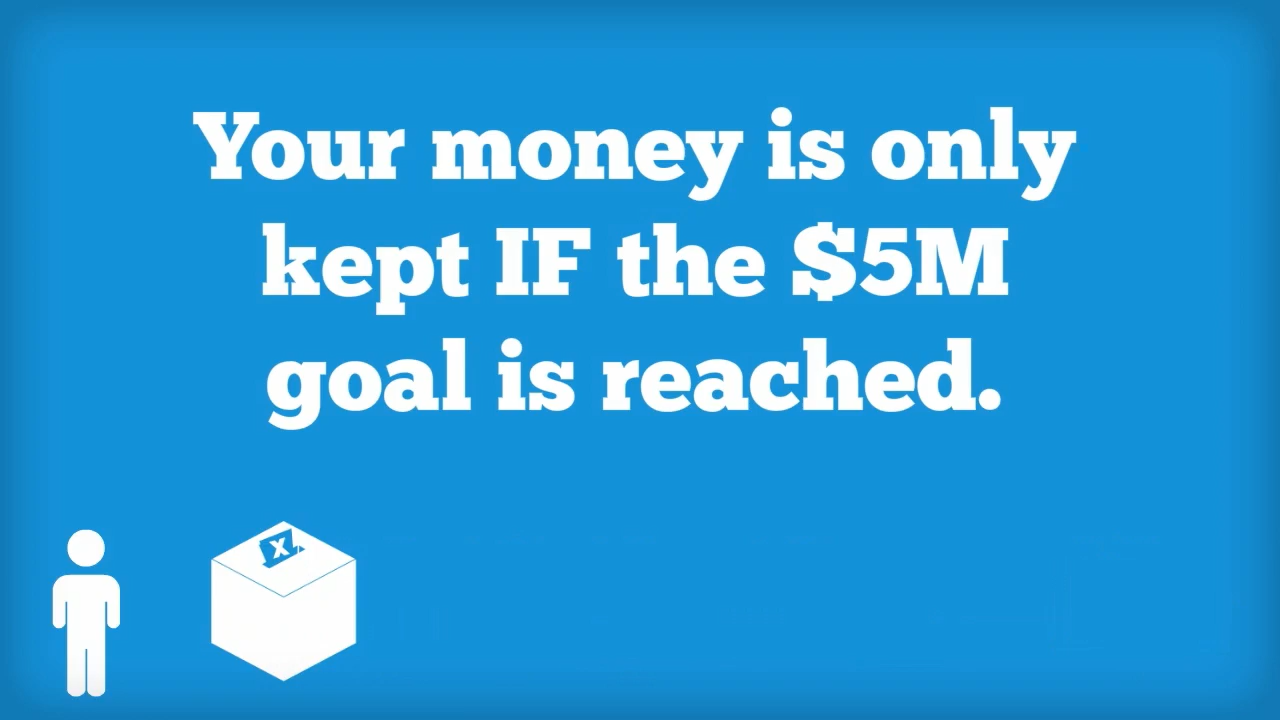 Your money is only
kept IF the $5M
goal is reached.
X